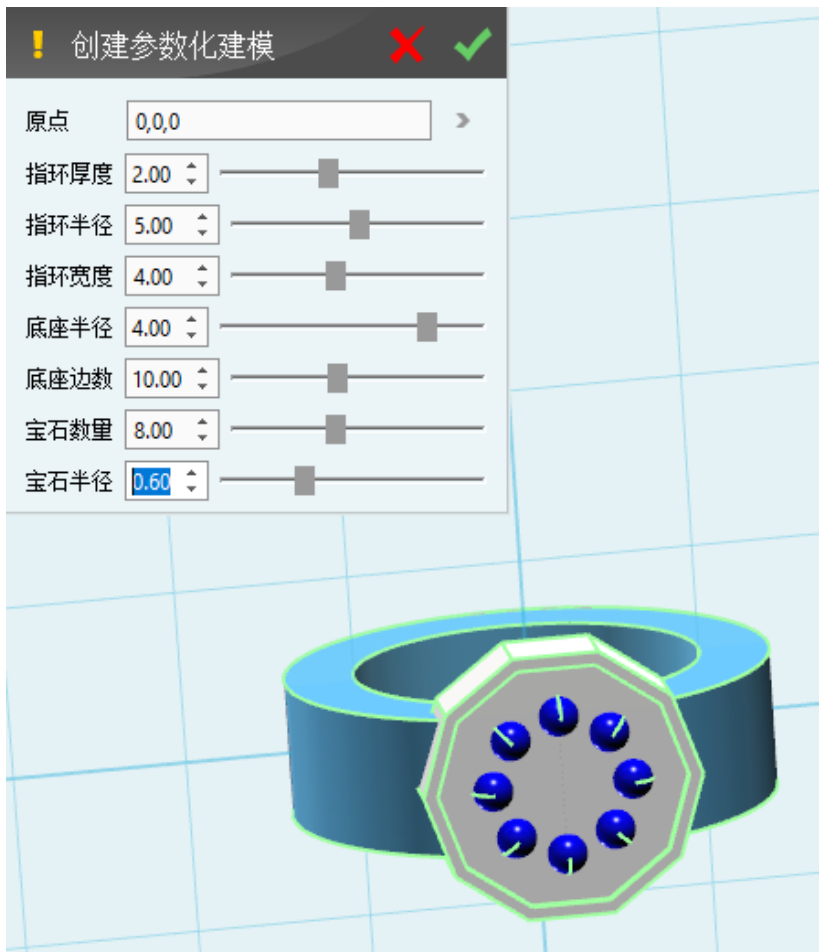 ! 创建参数化建模
原点 0,0,0
指环厚度 2.00
指环半径 5.00
指环宽度 4.00
底座半径 4.00
底座边数 10.00
宝石数量 8.00
宝石半径 0.60